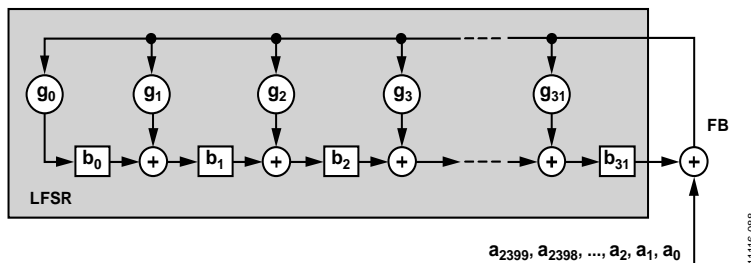 g₀ g₁ g₂ g₃ g₃₁
FB
b₀ + b₁ + b₂ + + b₃₁ +
LFSR
a₂₃₉₉, a₂₃₉₈, ..., a₂, a₁, a₀